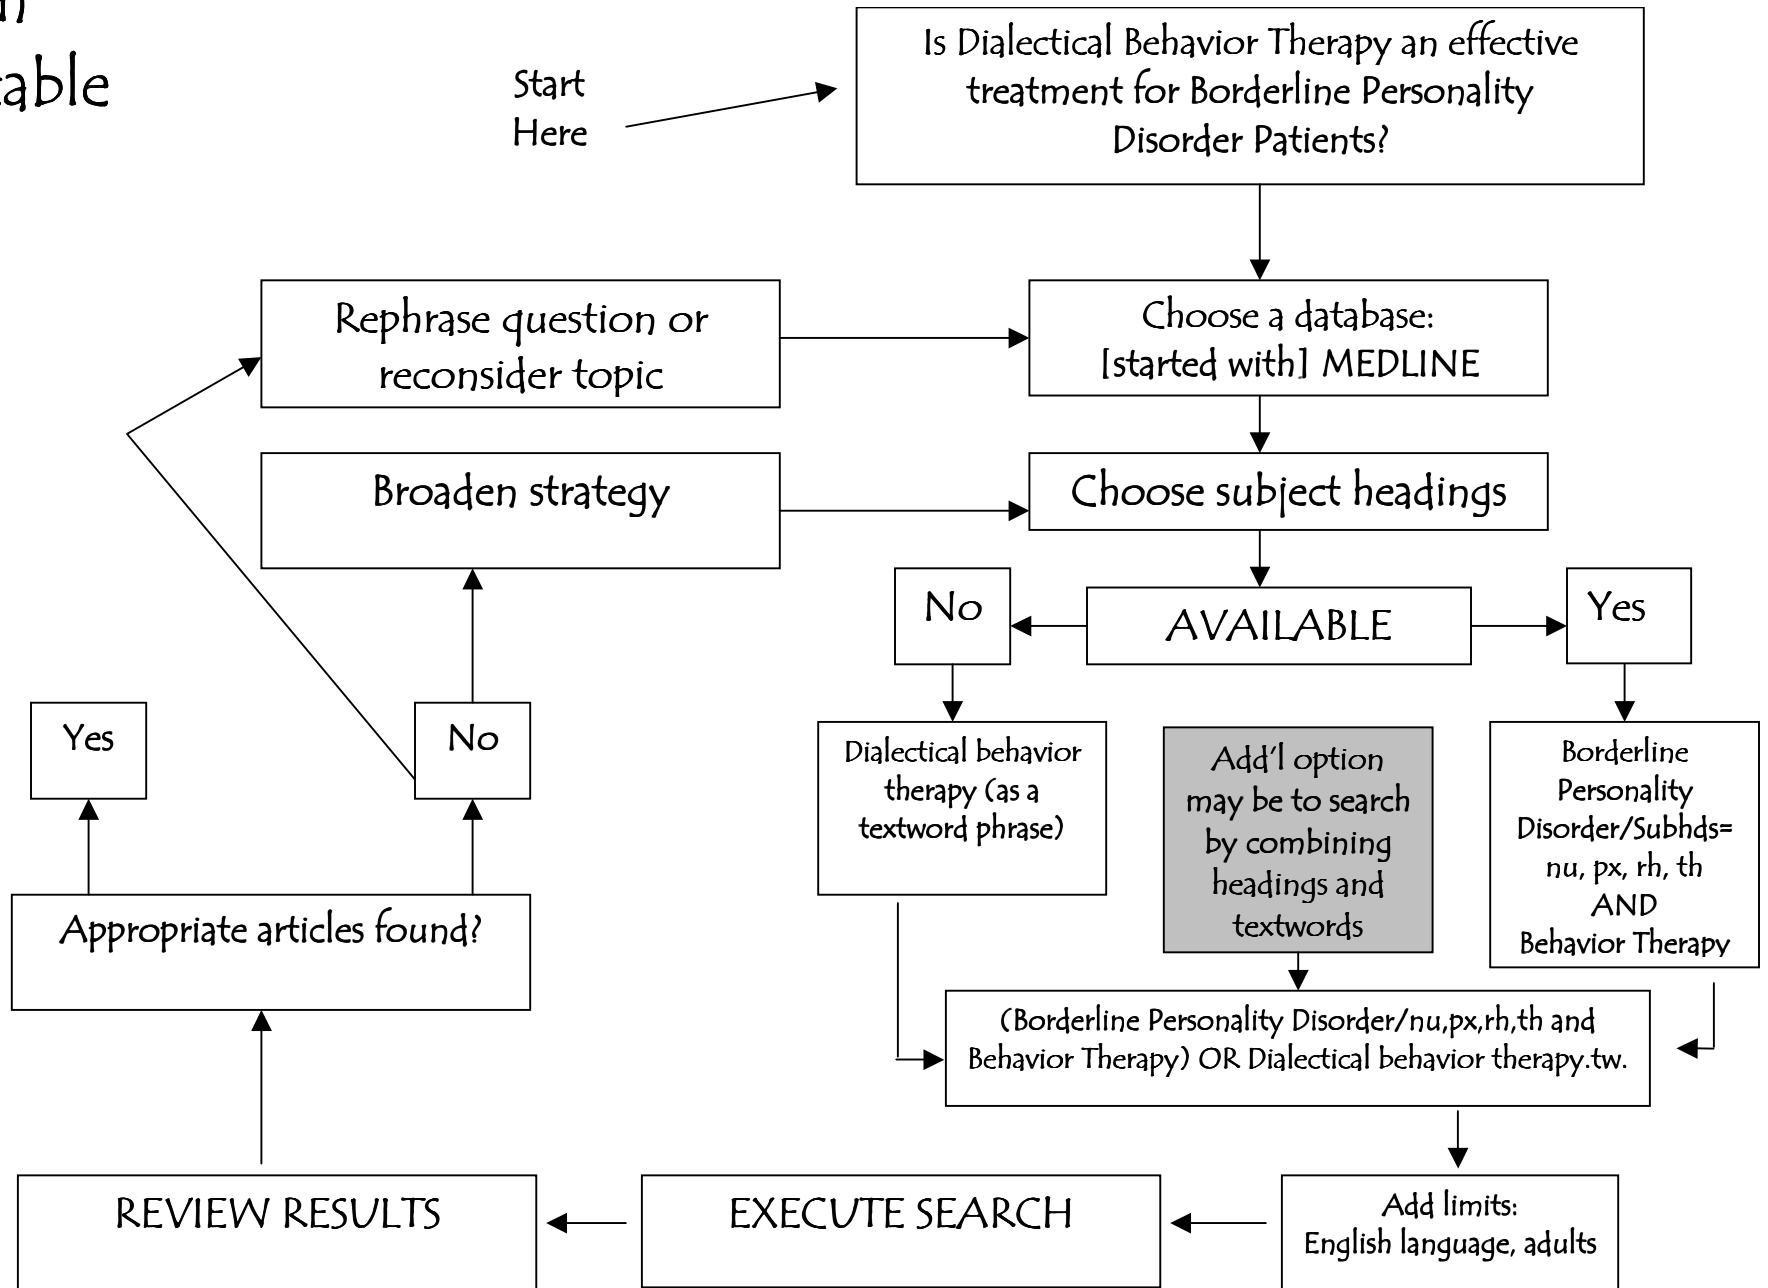 Start
Here
Is Dialectical Behavior Therapy an effective
treatment for Borderline Personality
Disorder Patients?
Rephrase question or
reconsider topic
Choose a database:
[started with] MEDLINE
Broaden strategy
Choose subject headings
No
AVAILABLE
Yes
Yes
No
Dialectical behavior
therapy (as a
textword phrase)
Add'l option
may be to search
by combining
headings and
textwords
Borderline
Personality
Disorder/Subhds=
nu, px, rh, th
AND
Behavior Therapy
Appropriate articles found?
(Borderline Personality Disorder/nu,px,rh,th and
Behavior Therapy) OR Dialectical behavior therapy.tw.
REVIEW RESULTS
EXECUTE SEARCH
Add limits:
English language, adults